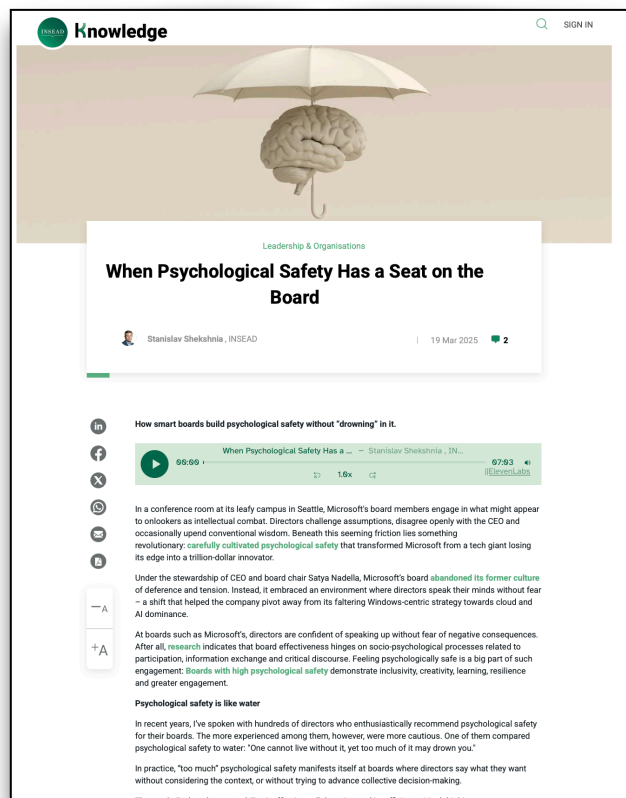 INSEAD
Knowledge
SIGN IN
Leadership & Organisations
When Psychological Safety Has a Seat on the
Board
Stanislav Shekshnia , INSEAD
| 19 Mar 2025 2
How smart boards build psychological safety without "drowning" in it.
When Psychological Safety Has a ... – Stanislav Shekshnia , IN...
00:00 07:03
1.0x ||ElevenLabs
In a conference room at its leafy campus in Seattle, Microsoft's board members engage in what might appear
to onlookers as intellectual combat. Directors challenge assumptions, disagree openly with the CEO and
occasionally upend conventional wisdom. Beneath this seeming friction lies something
revolutionary: carefully cultivated psychological safety that transformed Microsoft from a tech giant losing
its edge into a trillion-dollar innovator.
Under the stewardship of CEO and board chair Satya Nadella, Microsoft's board abandoned its former culture
of deference and tension. Instead, it embraced an environment where directors speak their minds without fear
– a shift that helped the company pivot away from its faltering Windows-centric strategy towards cloud and
AI dominance.
At boards such as Microsoft's, directors are confident of speaking up without fear of negative consequences.
After all, research indicates that board effectiveness hinges on socio-psychological processes related to
participation, information exchange and critical discourse. Feeling psychologically safe is a big part of such
engagement: Boards with high psychological safety demonstrate inclusivity, creativity, learning, resilience
and greater engagement.
Psychological safety is like water
In recent years, I've spoken with hundreds of directors who enthusiastically recommend psychological safety
for their boards. The more experienced among them, however, were more cautious. One of them compared
psychological safety to water: "One cannot live without it, yet too much of it may drown you."
In practice, "too much" psychological safety manifests itself at boards where directors say what they want
without considering the context, or without trying to advance collective decision-making.
–A
+A